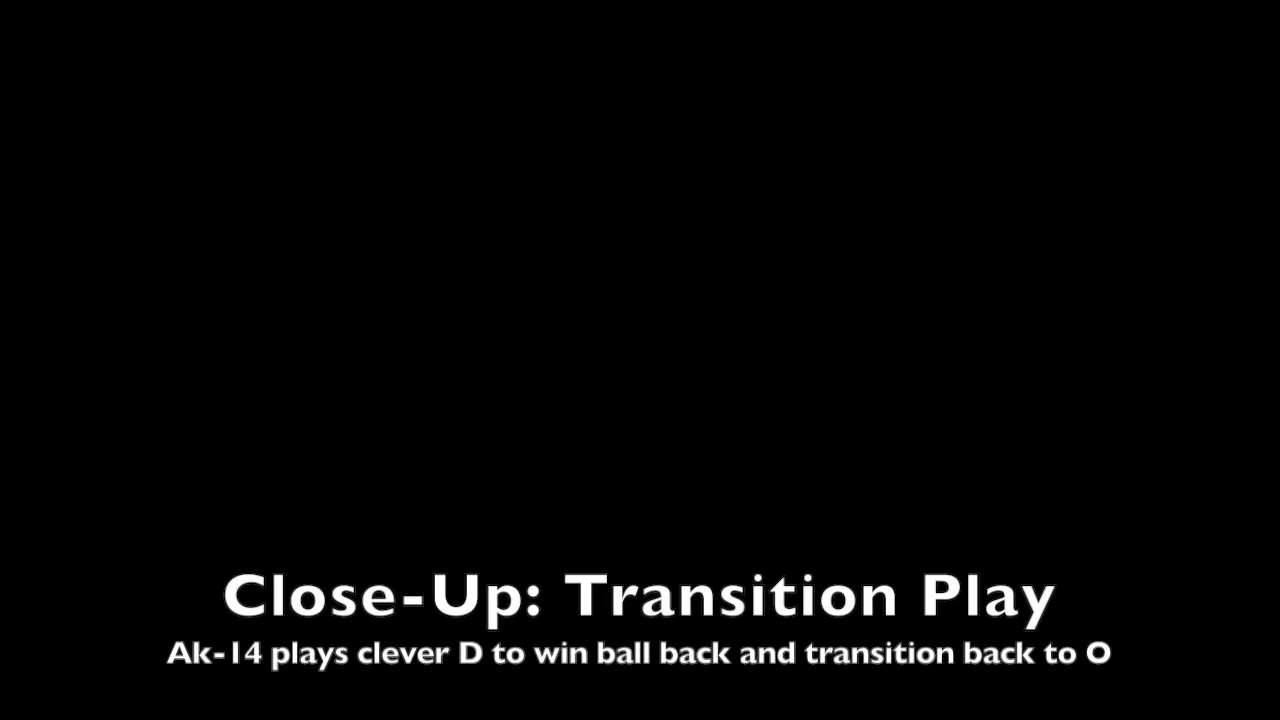 Close-Up: Transition Play
Ak-14 plays clever D to win ball back and transition back to O